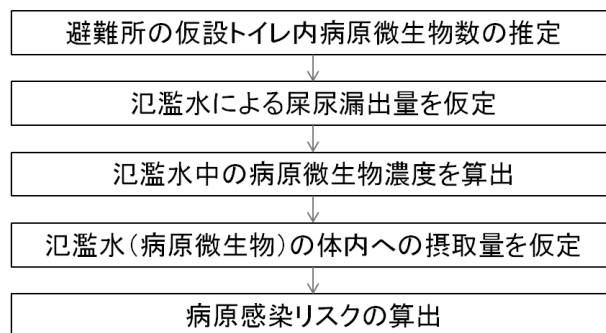 避難所の仮設トイレ内病原微生物数の推定
氾濫水による屎尿漏出量を仮定
氾濫水中の病原微生物濃度を算出
氾濫水(病原微生物)の体内への摂取量を仮定
病原感染リスクの算出